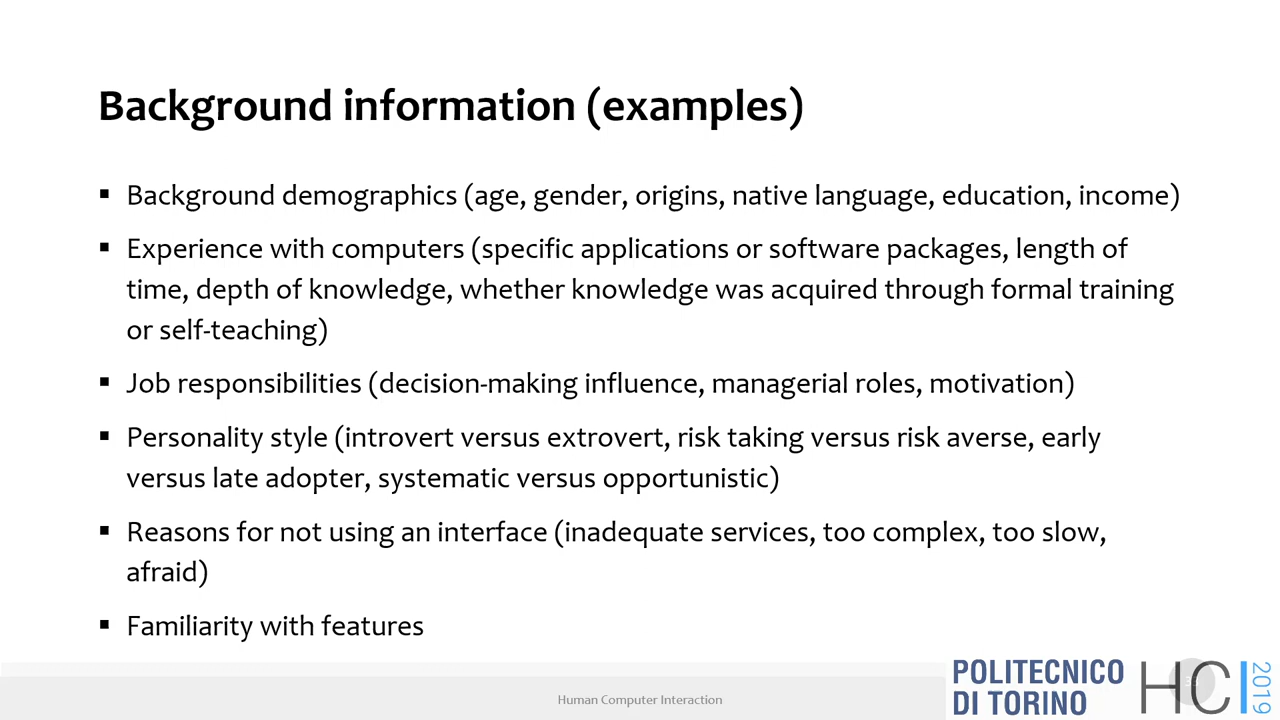 Background information (examples)
▪ Background demographics (age, gender, origins, native language, education, income)
▪ Experience with computers (specific applications or software packages, length of
time, depth of knowledge, whether knowledge was acquired through formal training
or self-teaching)
▪ Job responsibilities (decision-making influence, managerial roles, motivation)
▪ Personality style (introvert versus extrovert, risk taking versus risk averse, early
versus late adopter, systematic versus opportunistic)
▪ Reasons for not using an interface (inadequate services, too complex, too slow,
afraid)
▪ Familiarity with features
Human Computer Interaction
POLITECNICO
DI TORINO
HCI
2019